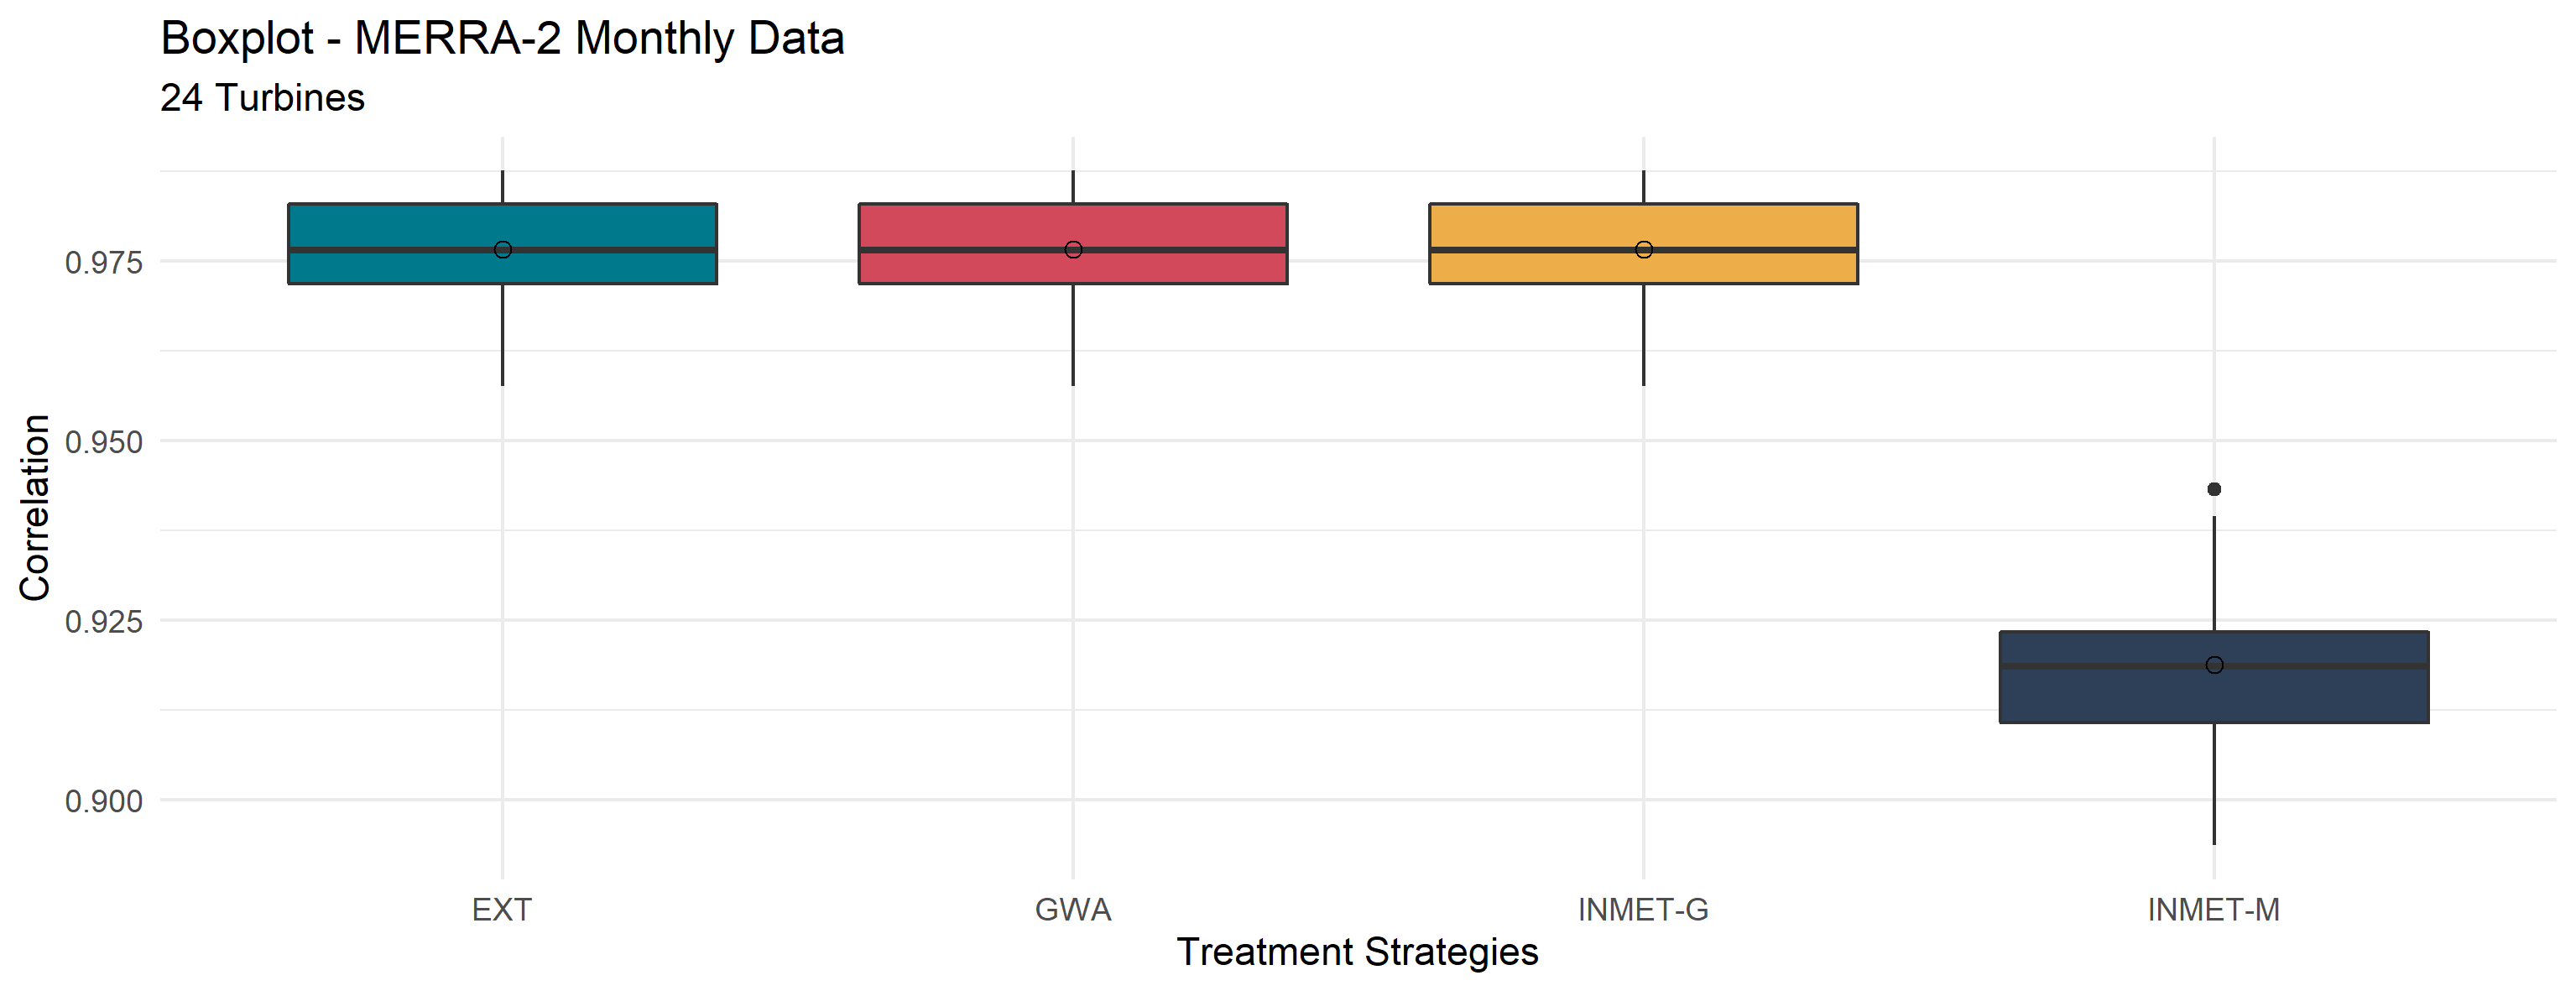 Boxplot - MERRA-2 Monthly Data
24 Turbines
Correlation
0.975
0.950
0.925
0.900
EXT GWA INMET-G INMET-M
Treatment Strategies